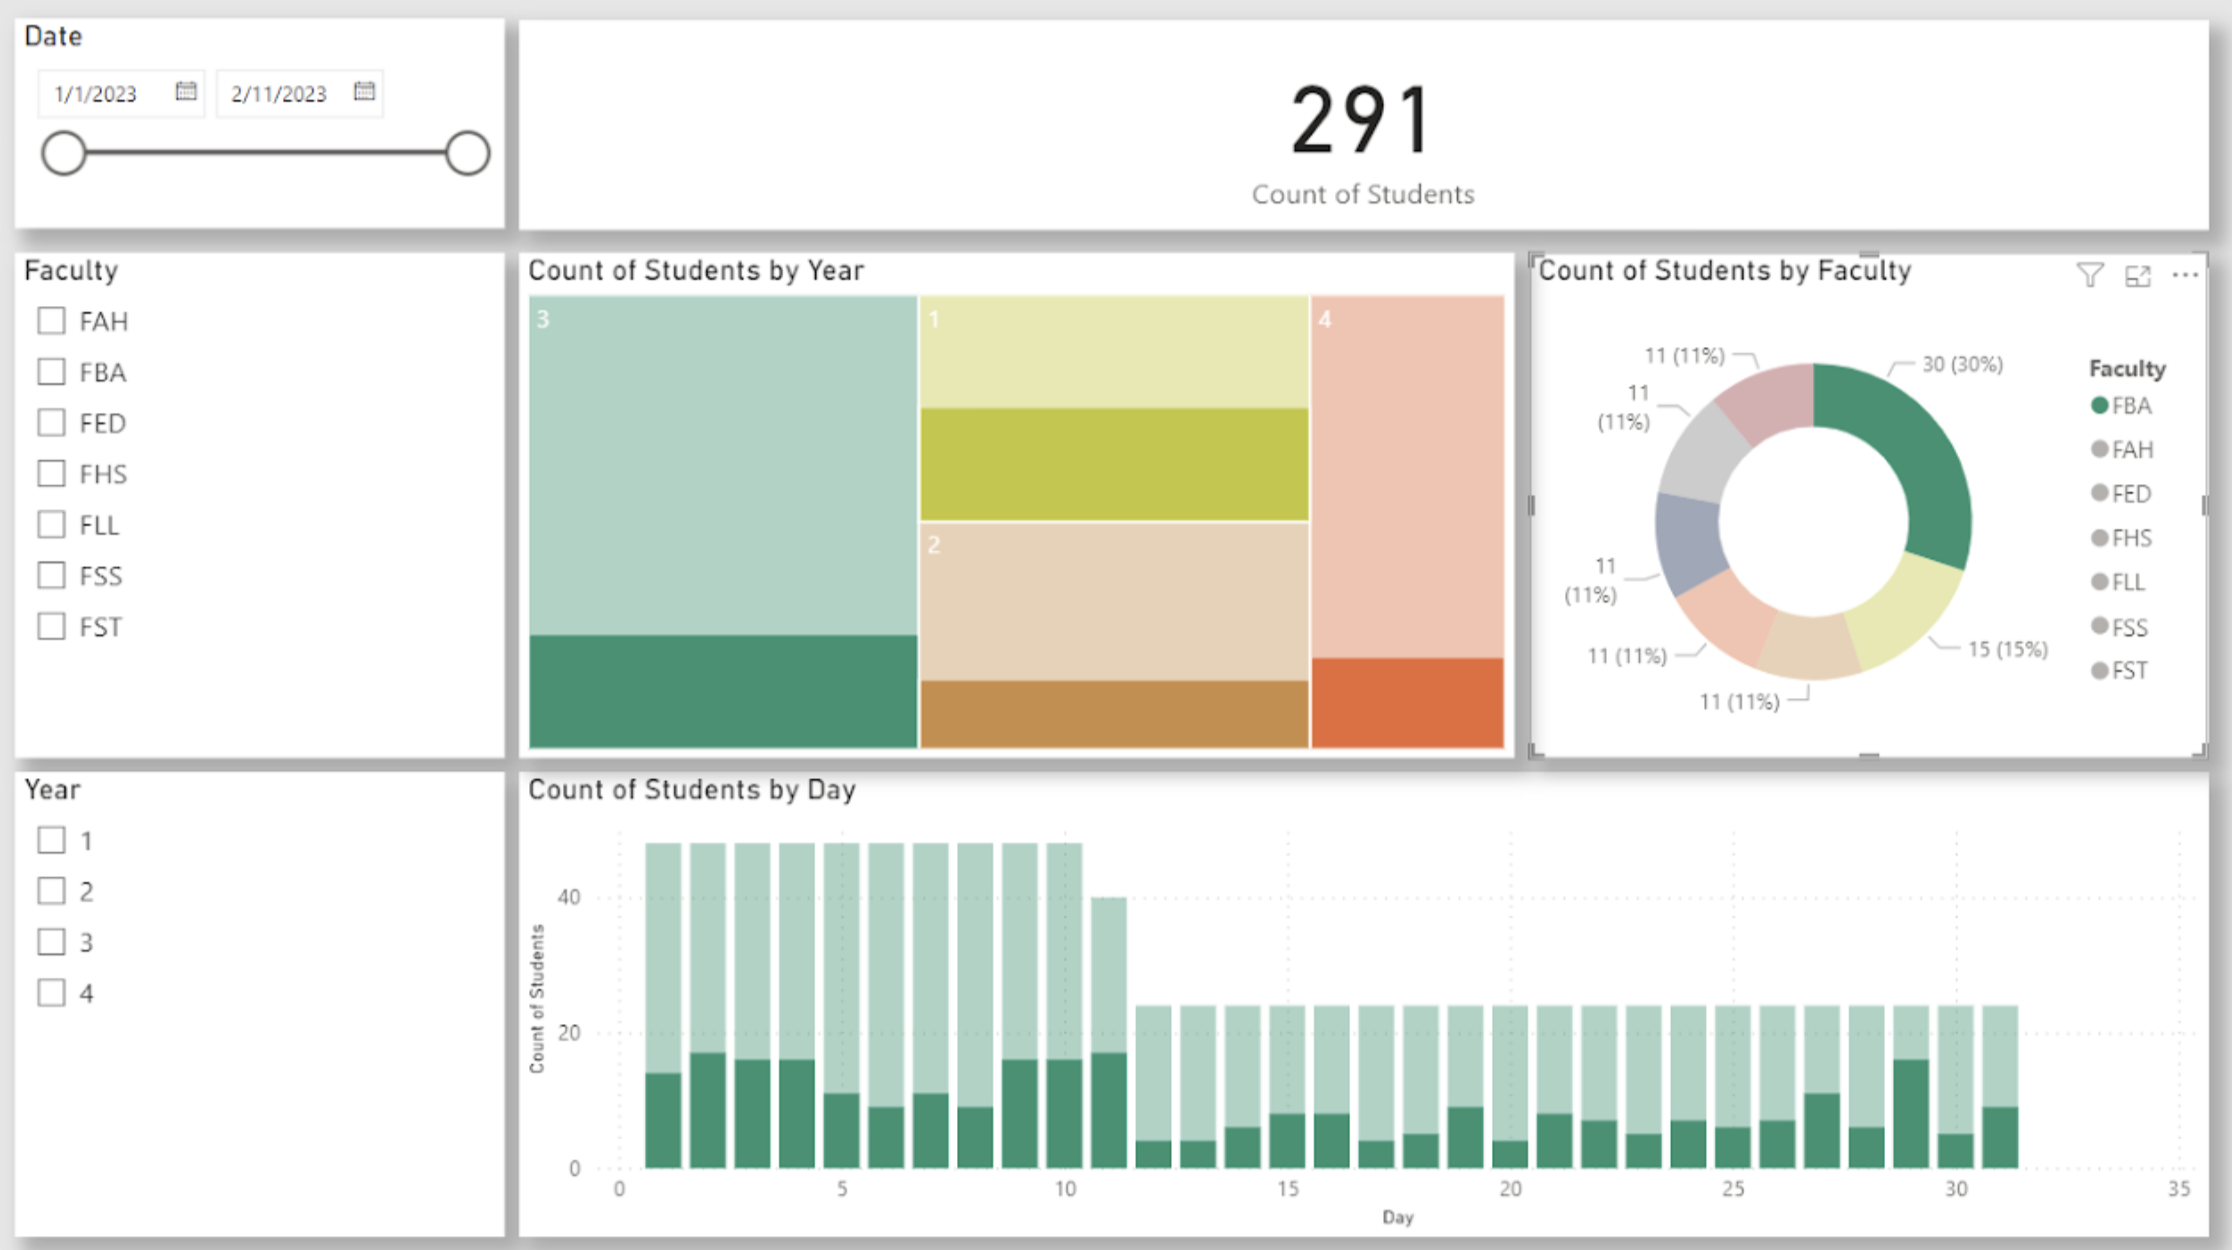 Date
1/1/2023
2/11/2023
291
Count of Students
Faculty
FAH
FBA
FED
FHS
FLL
FSS
FST
Count of Students by Year
3
1
2
4
Count of Students by Faculty
11 (11%)
11
(11%)
11
(11%)
11 (11%)
11 (11%)
30 (30%)
15 (15%)
Faculty
FBA
FAH
FED
FHS
FLL
FSS
FST
Year
1
2
3
4
Count of Students by Day
Count of Students
40
20
0
0 5 10 15 20 25 30 35
Day